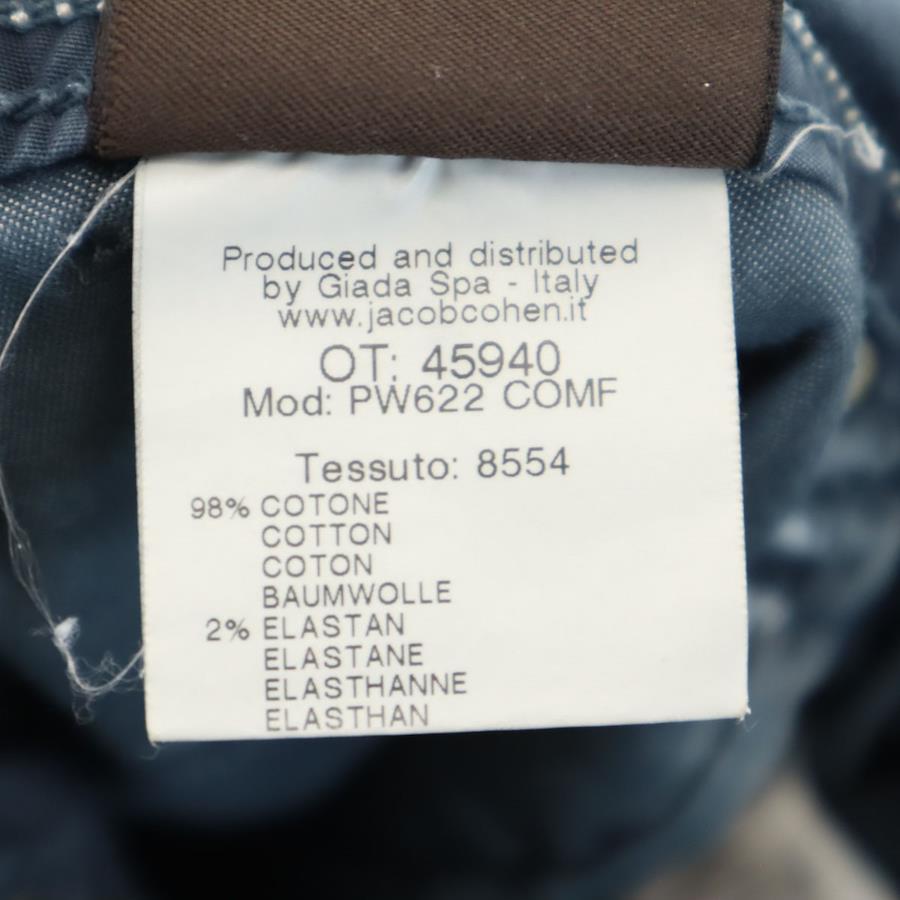 Produced and distributed
by Giada Spa - Italy
www.jacobcohen.it
OT: 45940
Mod: PW622 COMF
Tessuto: 8554
98% COTONE
COTTON
COTON
BAUMWOLLE
2% ELASTAN
ELASTANE
ELASTHANNE
ELASTHAN